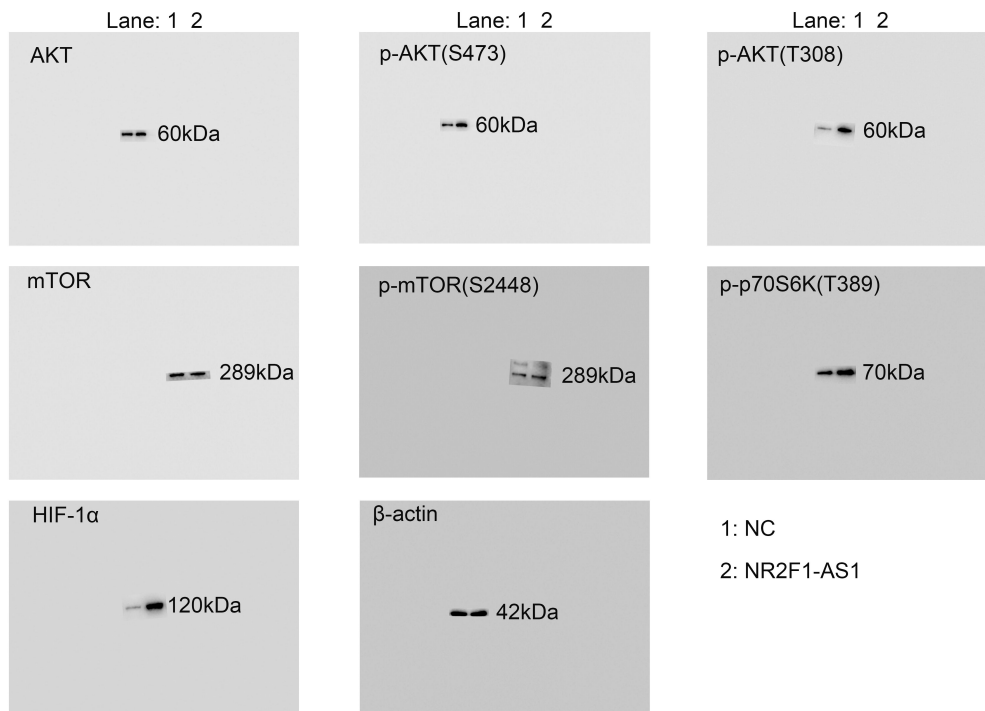 Lane: 1 2
Lane: 1 2
Lane: 1 2
AKT
60kDa
p-AKT(S473)
60kDa
p-AKT(T308)
60kDa
mTOR
289kDa
p-mTOR(S2448)
289kDa
p-p70S6K(T389)
70kDa
HIF-1α
120kDa
β-actin
42kDa
1: NC
2: NR2F1-AS1